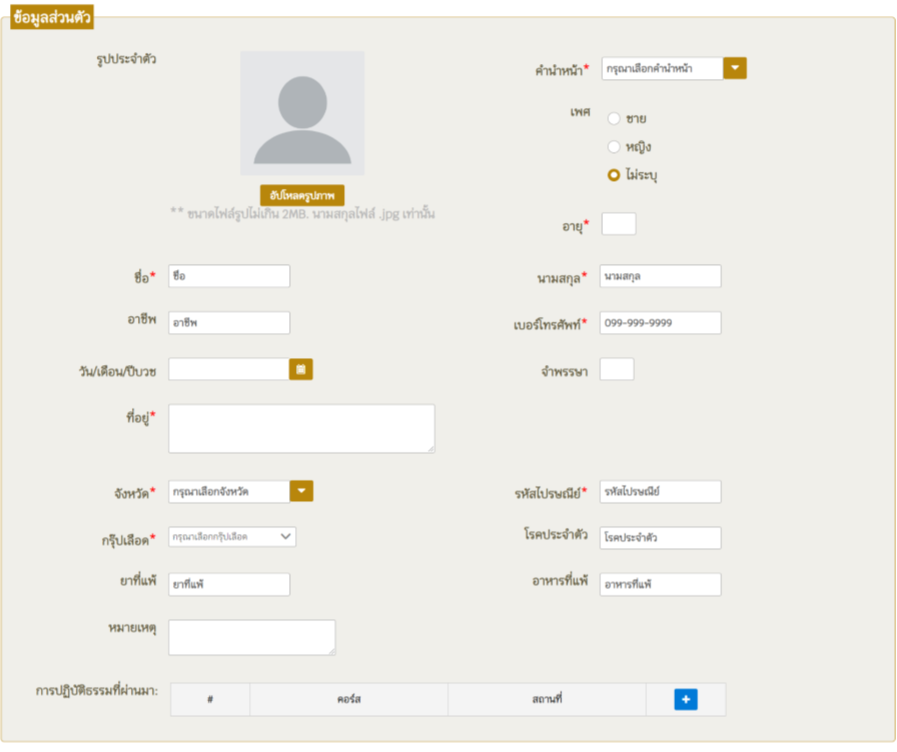 ข้อมูลส่วนตัว
รูปประจำตัว
อัปโหลดรูปภาพ
** ขนาดไฟล์รูปไม่เกิน 2MB. นามสกุลไฟล์ .jpg เท่านั้น
คำนำหน้า* กรุณาเลือกคำนำหน้า
เพศ
ชาย
หญิง
ไม่ระบุ
อายุ*
ชื่อ* ชื่อ
นามสกุล* นามสกุล
อาชีพ อาชีพ
เบอร์โทรศัพท์* 099-999-9999
วัน/เดือน/ปีบวช
จำพรรษา
ที่อยู่*
จังหวัด* กรุณาเลือกจังหวัด
รหัสไปรษณีย์* รหัสไปรษณีย์
กรุ๊ปเลือด* กรุณาเลือกกรุ๊ปเลือด
โรคประจำตัว โรคประจำตัว
ยาที่แพ้ ยาที่แพ้
อาหารที่แพ้ อาหารที่แพ้
หมายเหตุ
การปฏิบัติธรรมที่ผ่านมา:
# คอร์ส สถานที่ +